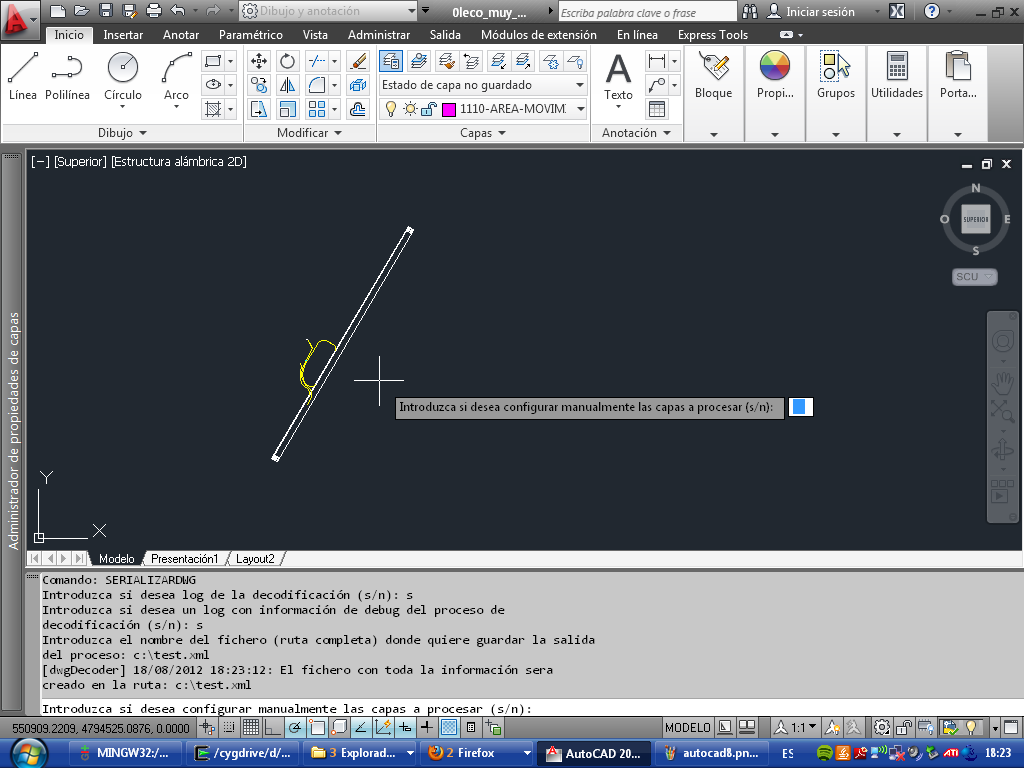 Dibujo y anotación
0leco_muy_...
Escriba palabra clave o frase
Iniciar sesión
Inicio
Insertar
Anotar
Paramétrico
Vista
Administrar
Salida
Módulos de extensión
En línea
Express Tools
Línea
Polilínea
Círculo
Arco
Estado de capa no guardado
1110-AREA-MOVIMI
Texto
Bloque
Propi...
Grupos
Utilidades
Porta...
Dibujo
Modificar
Capas
Anotación
[−] [Superior] [Estructura alámbrica 2D]
N
O
SUPERIOR
E
S
SCU
Administrador de propiedades de capas
Introduzca si desea configurar manualmente las capas a procesar (s/n):
Y
X
Modelo
Presentación1
Layout2
Comando: SERIALIZARDWG
Introduzca si desea log de la decodificación (s/n): s
Introduzca si desea un log con información de debug del proceso de
decodificación (s/n): s
Introduzca el nombre del fichero (ruta completa) donde quiere guardar la salida
del proceso: c:\test.xml
[dwgDecoder] 18/08/2012 18:23:12: El fichero con toda la información sera
creado en la ruta: c:\test.xml
Introduzca si desea configurar manualmente las capas a procesar (s/n):
550909.2209, 4794525.0876, 0.0000
MODELO
1:1
MINGW32:/...
/cygdrive/d/...
3 Explorad...
2 Firefox
AutoCAD 20...
autocad8.pn...
ES
ATI
18:23